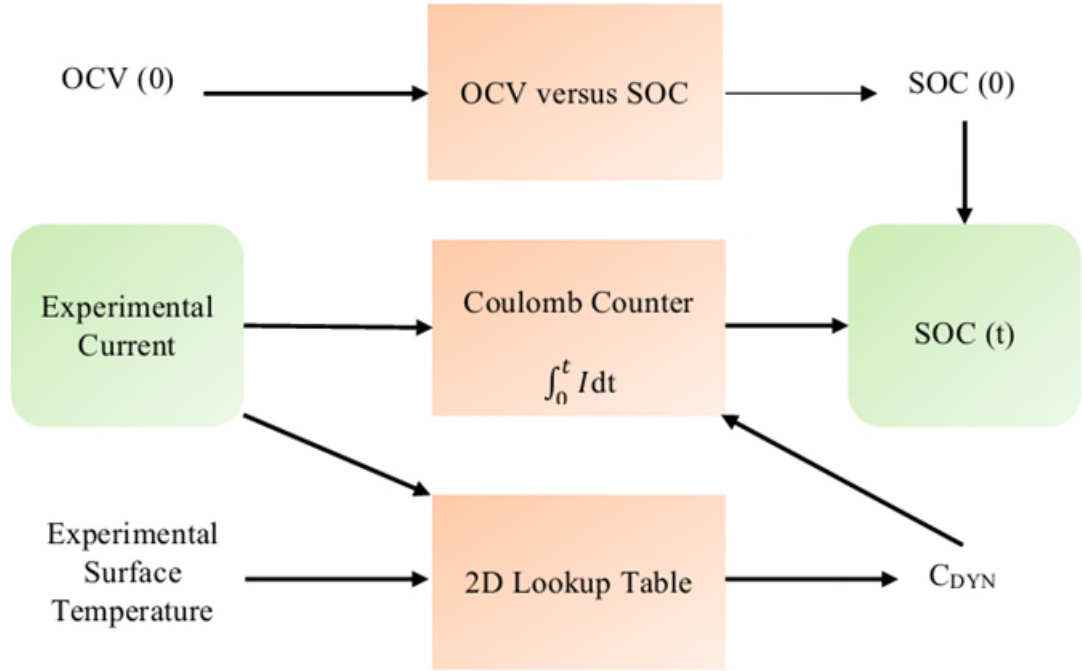 OCV (0)
OCV versus SOC
SOC (0)
Experimental
Current
Coulomb Counter
∫₀ᵗ Idt
SOC (t)
Experimental
Surface
Temperature
2D Lookup Table
C_DYN